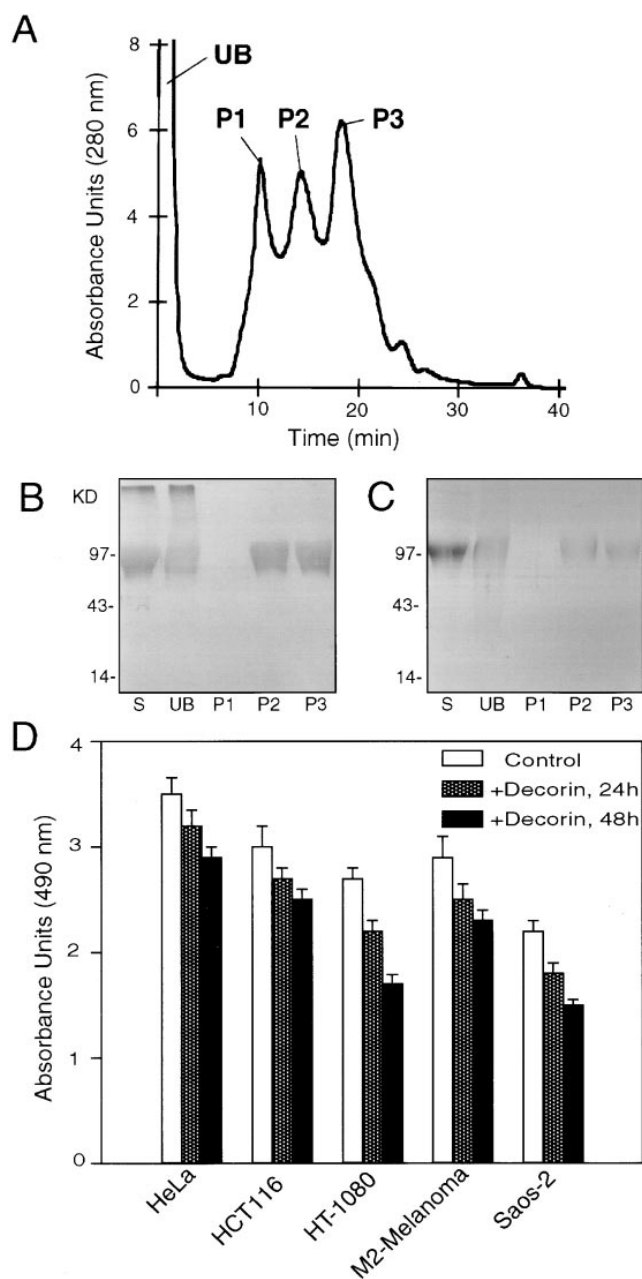 A
Absorbance Units (280 nm)
8
6
4
2
0
UB
P1 P2 P3
10 20 30 40
Time (min)
B
KD
97-
43-
14-
S UB P1 P2 P3
C
97-
43-
14-
S UB P1 P2 P3
D
Absorbance Units (490 nm)
4
3
2
1
0
Control
+Decorin, 24h
+Decorin, 48h
HeLa
HCT116
HT-1080
M2-Melanoma
Saos-2